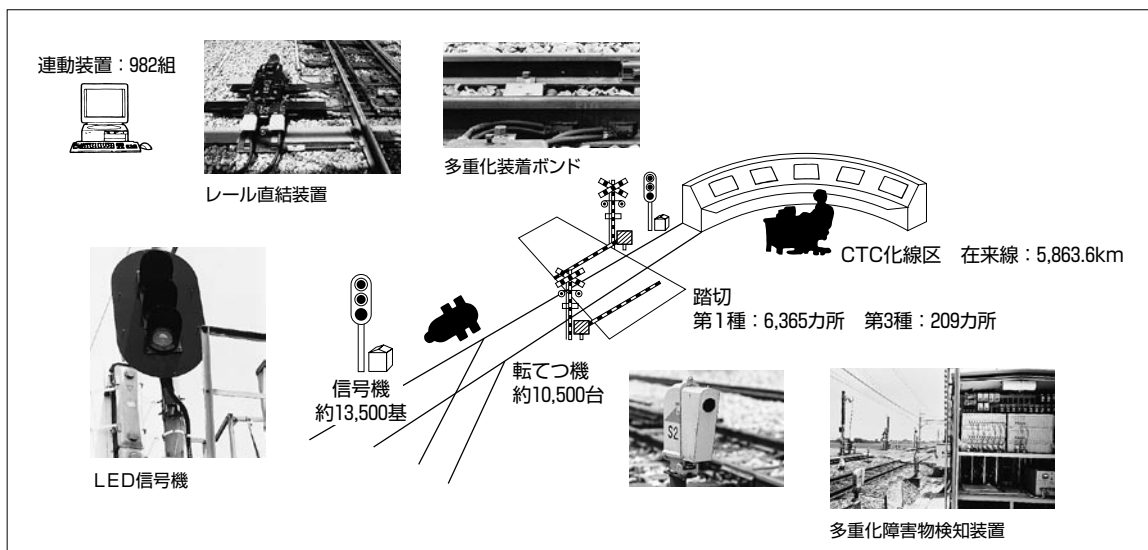 連動装置：982組
レール直結装置
多重化装着ボンド
CTC化線区　在来線：5,863.6km
踏切
第1種：6,365カ所　第3種：209カ所
転てつ機
約10,500台
信号機
約13,500基
S2
LED信号機
多重化障害物検知装置